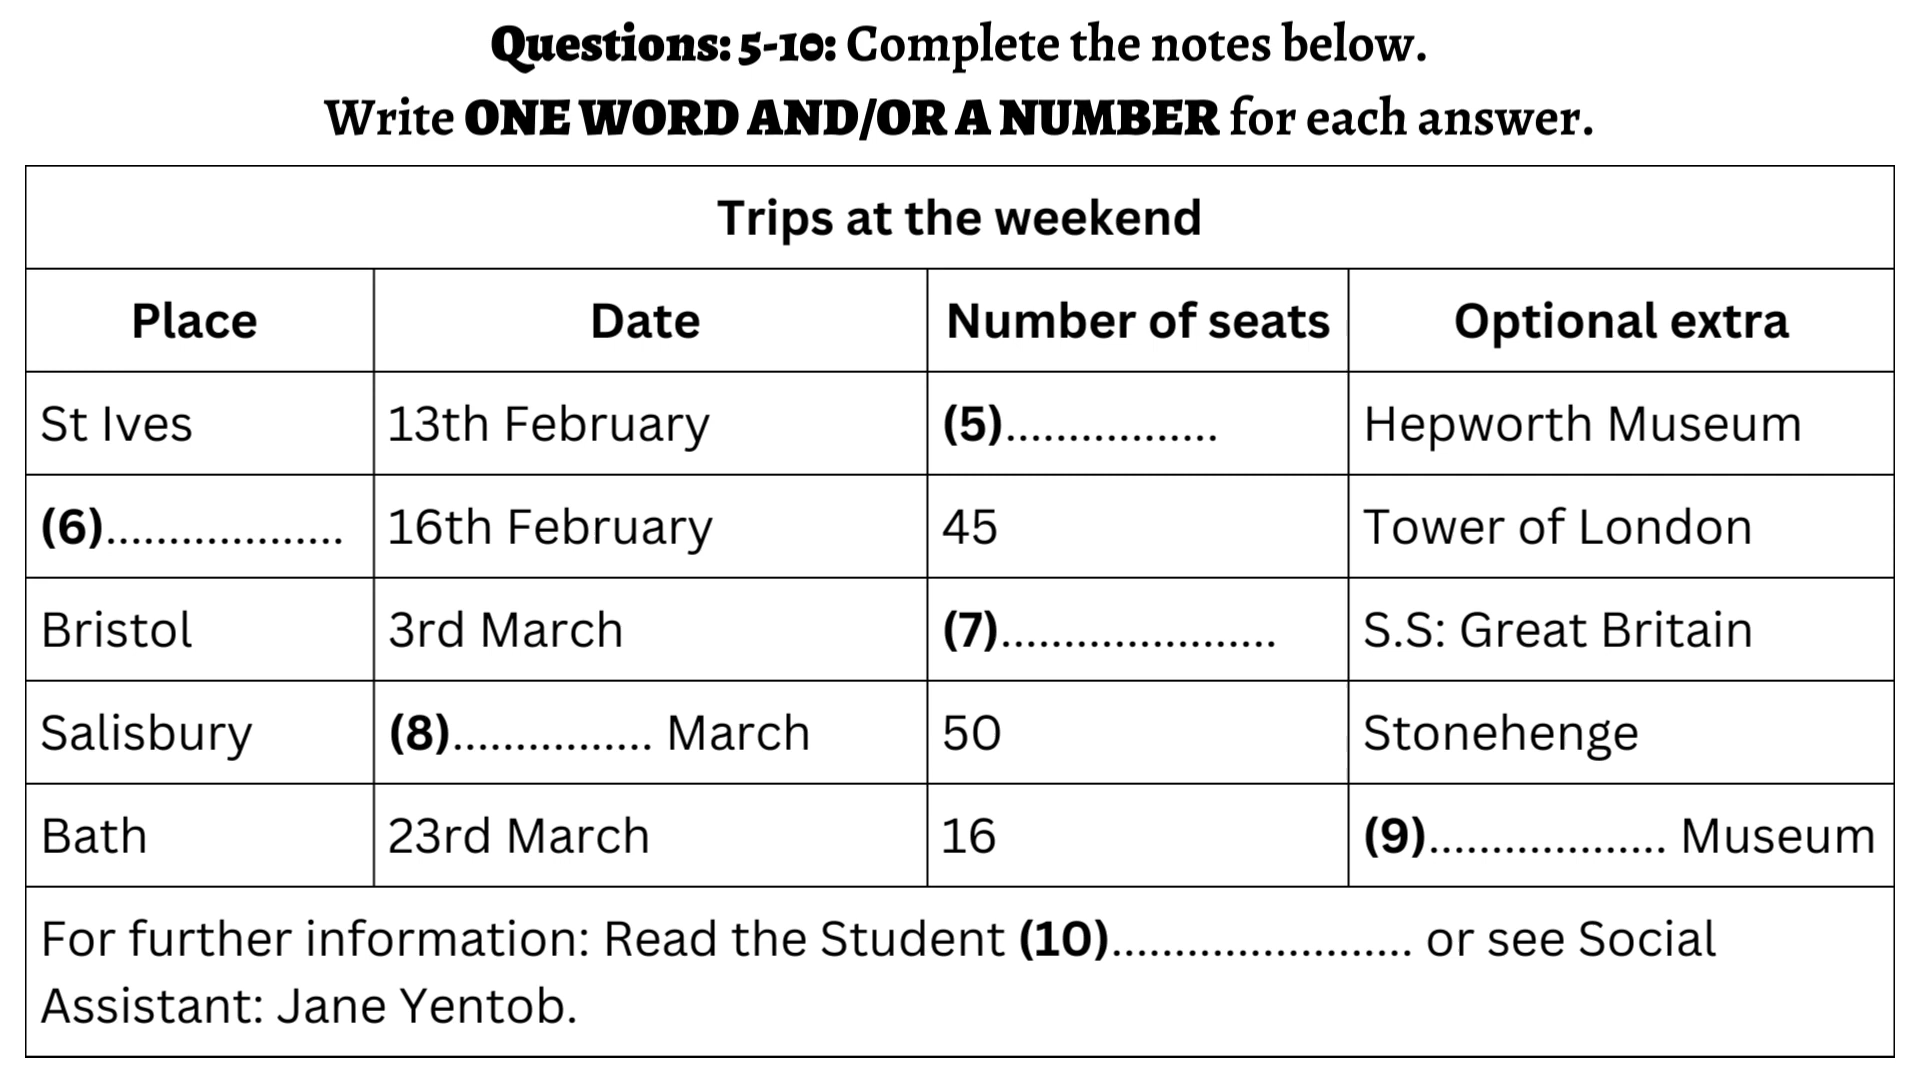 Questions: 5-10: Complete the notes below.
Write ONE WORD AND/OR A NUMBER for each answer.
Trips at the weekend
Place Date Number of seats Optional extra
St Ives 13th February (5)................. Hepworth Museum
(6)................... 16th February 45 Tower of London
Bristol 3rd March (7)...................... S.S: Great Britain
Salisbury (8)................ March 50 Stonehenge
Bath 23rd March 16 (9)................... Museum
For further information: Read the Student (10)........................ or see Social
Assistant: Jane Yentob.